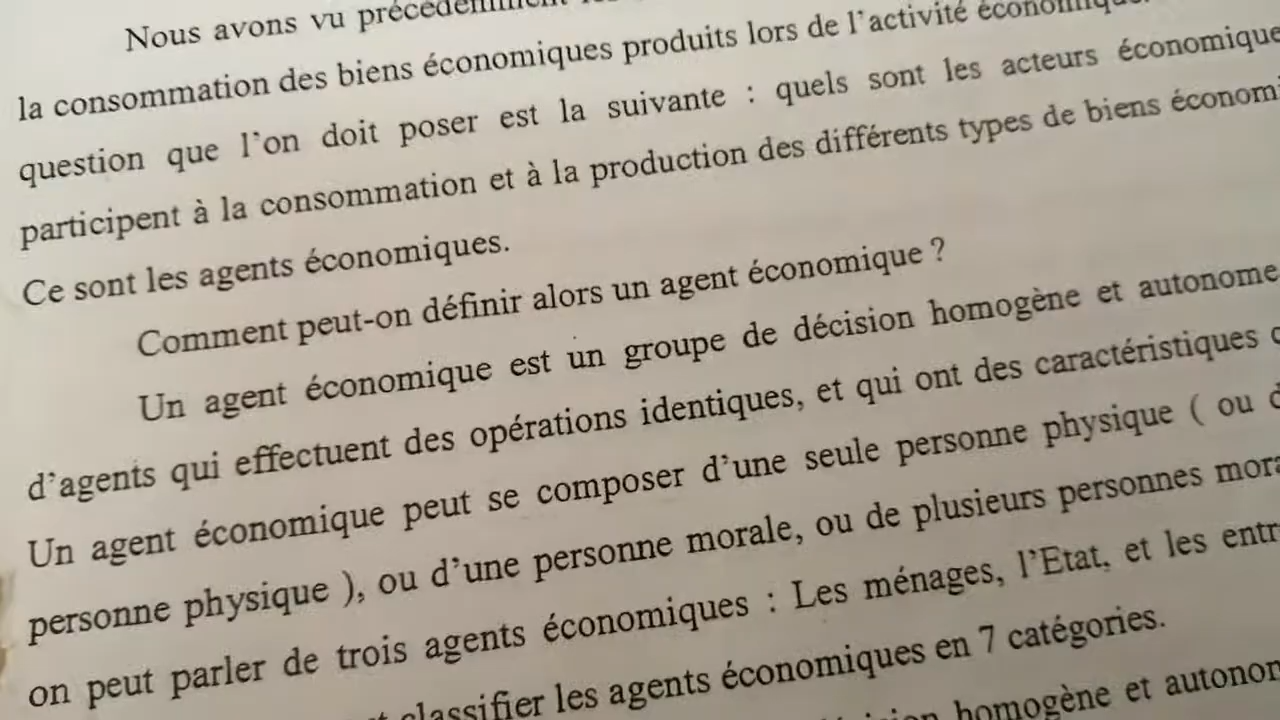 Nous avons vu précédemment
la consommation des biens économiques produits lors de l'activité
question que l'on doit poser est la suivante : quels sont les acteurs
participent à la consommation et à la production des différents types de biens
Ce sont les agents économiques.
Comment peut-on définir alors un agent économique ?
Un agent économique est un groupe de décision homogène et autonome
d'agents qui effectuent des opérations identiques, et qui ont des caractéristiques
Un agent économique peut se composer d'une seule personne physique ( ou
personne physique ), ou d'une personne morale, ou de plusieurs personnes
on peut parler de trois agents économiques : Les ménages, l'Etat, et les
classifier les agents économiques en 7 catégories.
homogène et